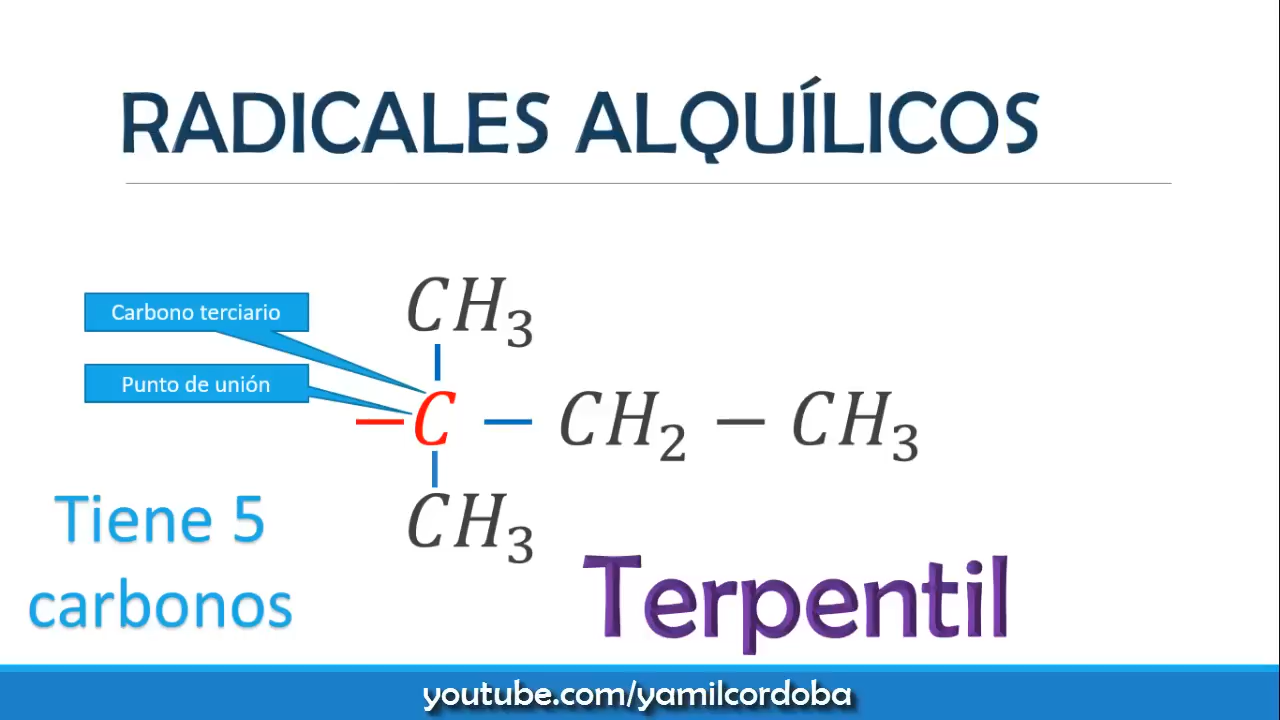 RADICALES ALQUÍLICOS
Carbono terciario
Punto de unión
CH₃
− C − CH₂ − CH₃
CH₃
Tiene 5
carbonos
Terpentil
youtube.com/yamilcordoba